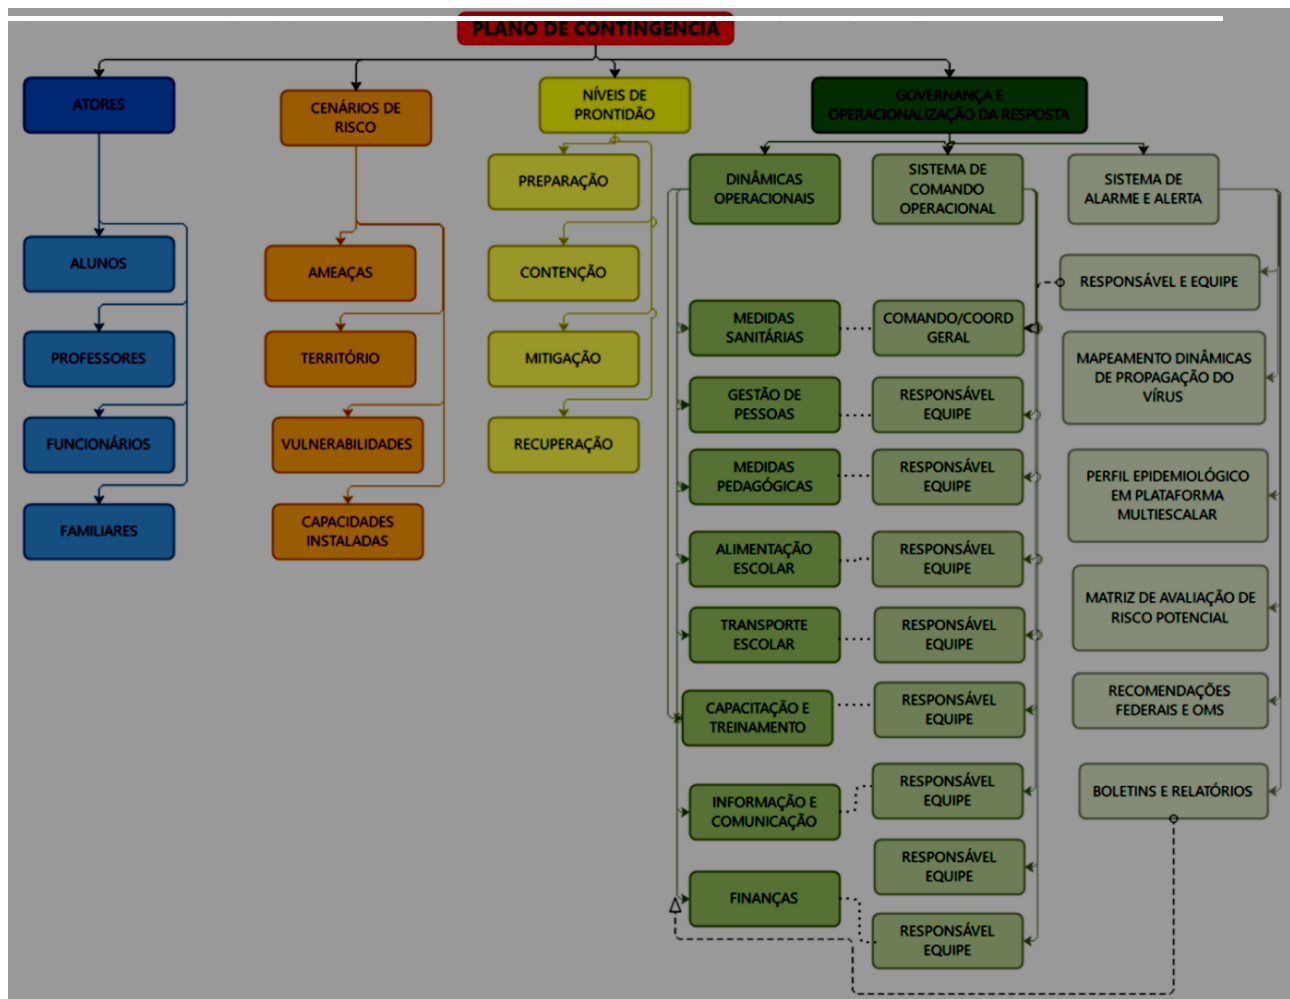 PLANO DE CONTINGÊNCIA
ATORES
CENÁRIOS DE
RISCO
NÍVEIS DE
PRONTIDÃO
GOVERNANÇA E
OPERACIONALIZAÇÃO DA RESPOSTA
ALUNOS
PROFESSORES
FUNCIONÁRIOS
FAMILIARES
AMEAÇAS
TERRITÓRIO
VULNERABILIDADES
CAPACIDADES
INSTALADAS
PREPARAÇÃO
CONTENÇÃO
MITIGAÇÃO
RECUPERAÇÃO
DINÂMICAS
OPERACIONAIS
MEDIDAS
SANITÁRIAS
GESTÃO DE
PESSOAS
MEDIDAS
PEDAGÓGICAS
ALIMENTAÇÃO
ESCOLAR
TRANSPORTE
ESCOLAR
CAPACITAÇÃO E
TREINAMENTO
INFORMAÇÃO E
COMUNICAÇÃO
FINANÇAS
SISTEMA DE
COMANDO
OPERACIONAL
COMANDO/COORD
GERAL
RESPONSÁVEL
EQUIPE
RESPONSÁVEL
EQUIPE
RESPONSÁVEL
EQUIPE
RESPONSÁVEL
EQUIPE
RESPONSÁVEL
EQUIPE
RESPONSÁVEL
EQUIPE
RESPONSÁVEL
EQUIPE
RESPONSÁVEL
EQUIPE
SISTEMA DE
ALARME E ALERTA
RESPONSÁVEL E EQUIPE
MAPEAMENTO DINÂMICAS
DE PROPAGAÇÃO DO
VÍRUS
PERFIL EPIDEMIOLÓGICO
EM PLATAFORMA
MULTIESCALAR
MATRIZ DE AVALIAÇÃO DE
RISCO POTENCIAL
RECOMENDAÇÕES
FEDERAIS E OMS
BOLETINS E RELATÓRIOS